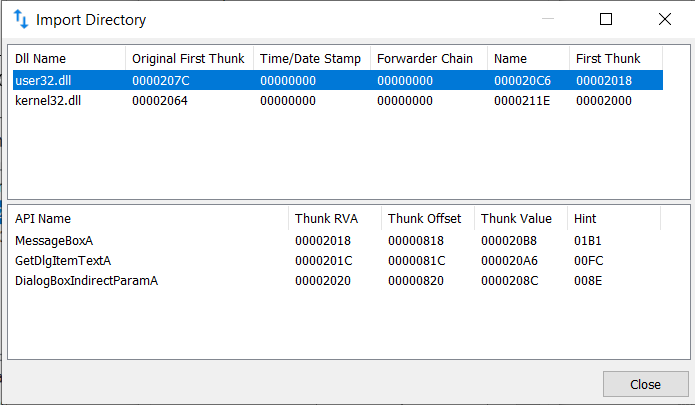 Import Directory
Dll Name Original First Thunk Time/Date Stamp Forwarder Chain Name First Thunk
user32.dll 0000207C 00000000 00000000 000020C6 00002018
kernel32.dll 00002064 00000000 00000000 0000211E 00002000
API Name Thunk RVA Thunk Offset Thunk Value Hint
MessageBoxA 00002018 00000818 000020B8 01B1
GetDlgItemTextA 0000201C 0000081C 000020A6 00FC
DialogBoxIndirectParamA 00002020 00000820 0000208C 008E
Close